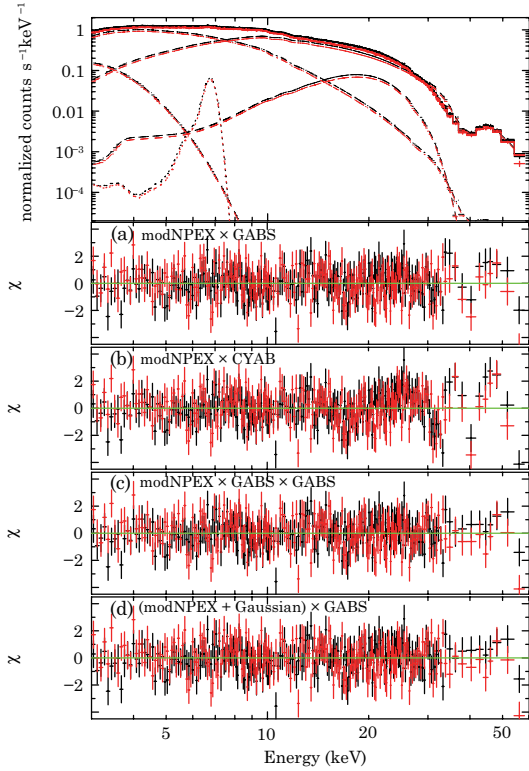 normalized counts s⁻¹ keV⁻¹
1
0.1
0.01
10⁻³
10⁻⁴
(a) modNPEX × GABS
χ
2
0
−2
(b) modNPEX × CYAB
χ
2
0
−2
(c) modNPEX × GABS × GABS
χ
2
0
−2
(d) (modNPEX + Gaussian) × GABS
χ
2
0
−2
5
10
20
50
Energy (keV)